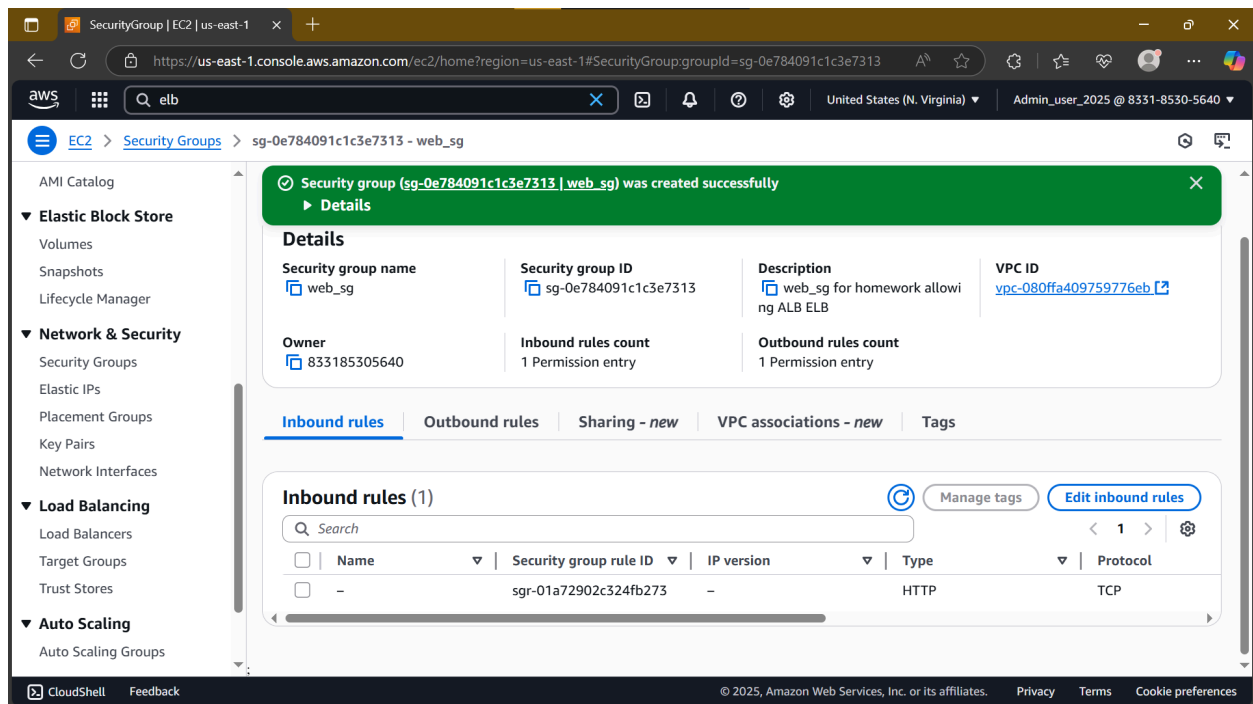 SecurityGroup | EC2 | us-east-1
https://us-east-1.console.aws.amazon.com/ec2/home?region=us-east-1#SecurityGroup:groupId=sg-0e784091c1c3e7313
aws elb United States (N. Virginia) Admin_user_2025 @ 8331-8530-5640
EC2 > Security Groups > sg-0e784091c1c3e7313 - web_sg
AMI Catalog
Elastic Block Store
Volumes
Snapshots
Lifecycle Manager
Network & Security
Security Groups
Elastic IPs
Placement Groups
Key Pairs
Network Interfaces
Load Balancing
Load Balancers
Target Groups
Trust Stores
Auto Scaling
Auto Scaling Groups
Security group (sg-0e784091c1c3e7313 | web_sg) was created successfully
Details
Details
Security group name
web_sg
Security group ID
sg-0e784091c1c3e7313
Description
web_sg for homework allowi
ng ALB ELB
VPC ID
vpc-080ffa409759776eb
Owner
833185305640
Inbound rules count
1 Permission entry
Outbound rules count
1 Permission entry
Inbound rules Outbound rules Sharing - new VPC associations - new Tags
Inbound rules (1) Manage tags Edit inbound rules
Search 1
Name Security group rule ID IP version Type Protocol
– sgr-01a72902c324fb273 – HTTP TCP
CloudShell Feedback © 2025, Amazon Web Services, Inc. or its affiliates. Privacy Terms Cookie preferences